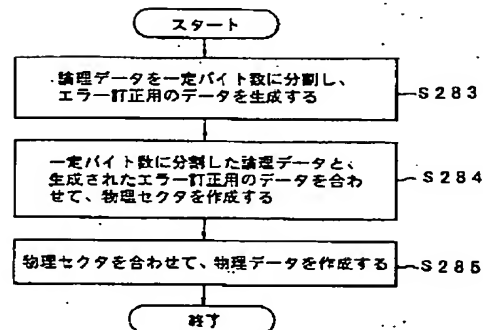 スタート
論理データを一定バイト数に分割し、
エラー訂正用のデータを生成する
S283
一定バイト数に分割した論理データと、
生成されたエラー訂正用のデータを合わ
せて、物理セクタを作成する
S284
物理セクタを合わせて、物理データを作成する
S285
終了